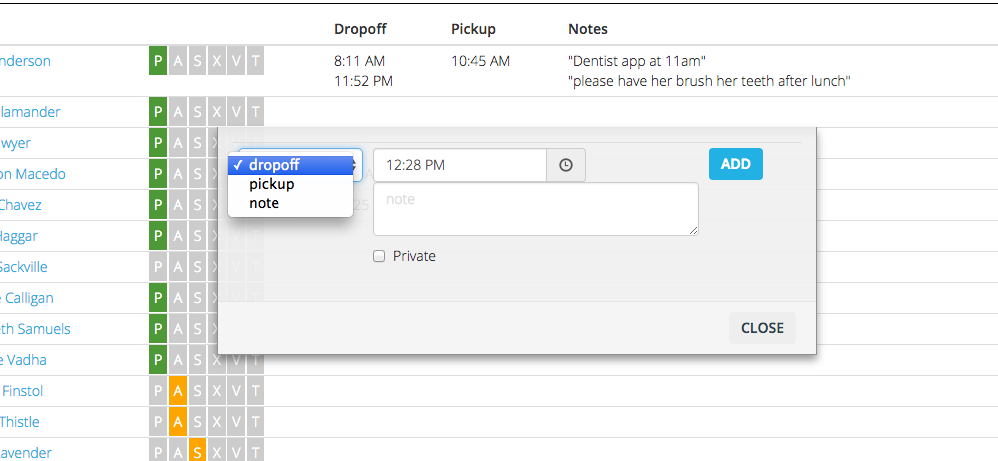 Dropoff Pickup Notes
nderson P A S X V T 8:11 AM 10:45 AM "Dentist app at 11am"
11:52 PM "please have her brush her teeth after lunch"
lamander P A S X V T
wyer P A S X V T
✓ dropoff 12:28 PM ADD
on Macedo P A S
pickup
note note
Chavez P A S
Haggar P A S X V T
Private
Sackville P A S X V T
e Calligan P A S X V T
eth Samuels P A S X V T
CLOSE
e Vadha P A S X V T
Finstol P A S X V T
Thistle P A S X V T
avender P A S X V T